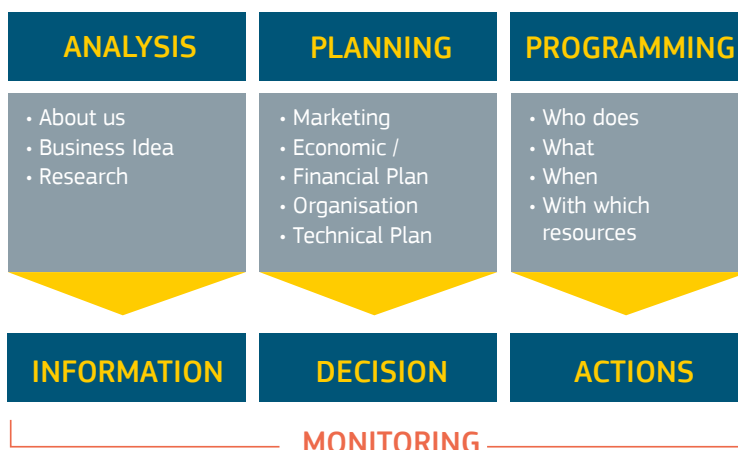 ANALYSIS
• About us
• Business Idea
• Research
INFORMATION
PLANNING
• Marketing
• Economic /
• Financial Plan
• Organisation
• Technical Plan
DECISION
PROGRAMMING
• Who does
• What
• When
• With which
resources
ACTIONS
MONITORING